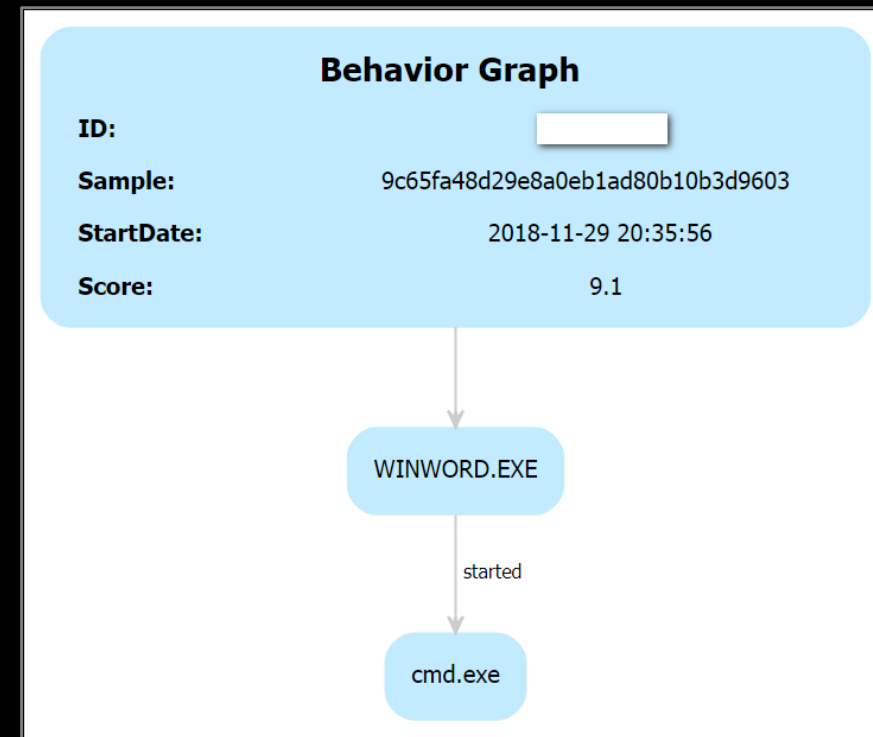 Behavior Graph
ID:
Sample: 9c65fa48d29e8a0eb1ad80b10b3d9603
StartDate: 2018-11-29 20:35:56
Score: 9.1
WINWORD.EXE
started
cmd.exe